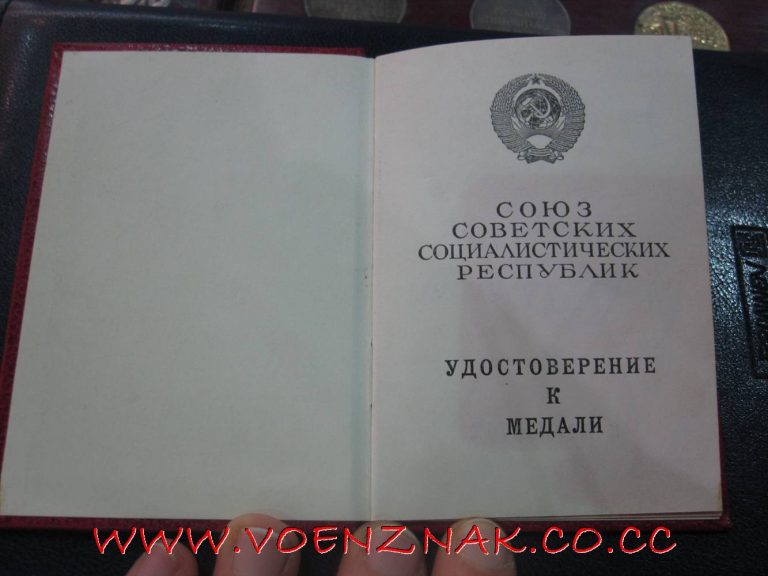 СОЮЗ
СОВЕТСКИХ
СОЦИАЛИСТИЧЕСКИХ
РЕСПУБЛИК
УДОСТОВЕРЕНИЕ
К
МЕДАЛИ
WWW.VOENZNAK.CO.CC